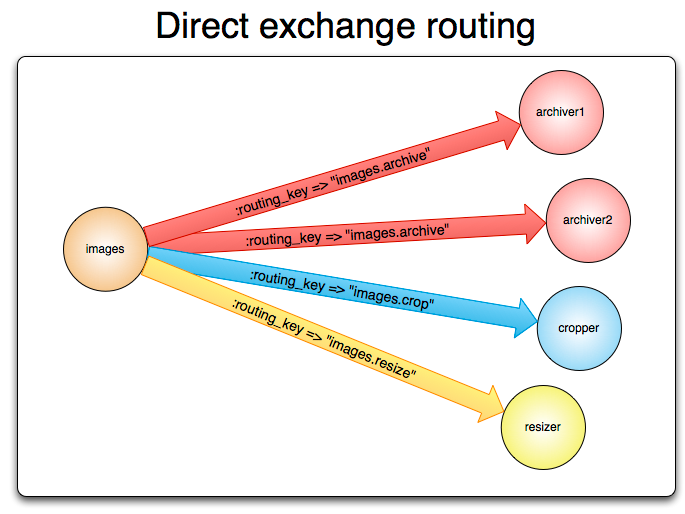 Direct exchange routing
archiver1
:routing_key => "images.archive"
archiver2
:routing_key => "images.archive"
images
:routing_key => "images.crop"
cropper
:routing_key => "images.resize"
resizer